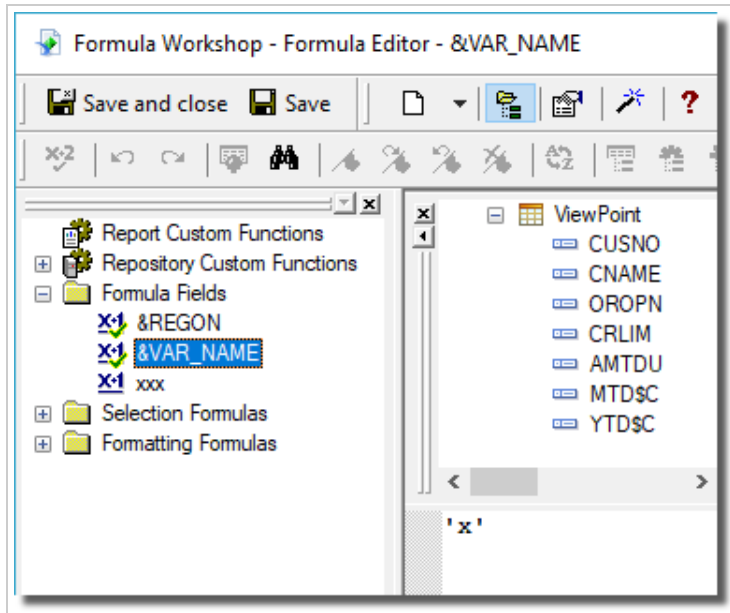 Formula Workshop - Formula Editor - &VAR_NAME
Save and close Save ?
Report Custom Functions
Repository Custom Functions
Formula Fields
&REGON
&VAR_NAME
xxx
Selection Formulas
Formatting Formulas
ViewPoint
CUSNO
CNAME
OROPN
CRLIM
AMTDU
MTD$C
YTD$C
'x'